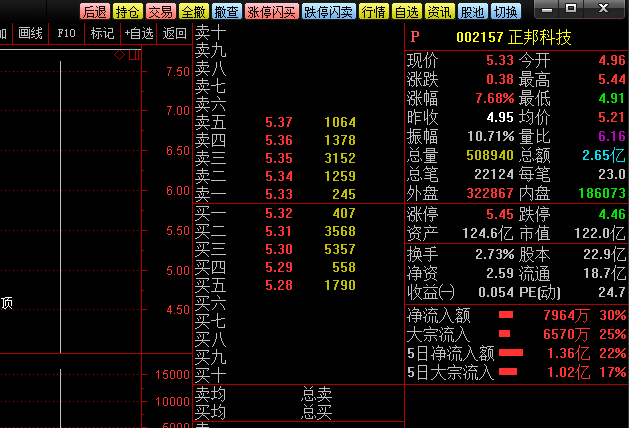 后退 持仓 交易 全撤 撤查 涨停闪买 跌停闪卖 行情 自选 资讯 股池 切换
加 画线 F10 标记 +自选 返回
7.50
7.00
6.50
6.00
5.50
5.00
4.50
顶
15000
10000
5000
卖十
卖九
卖八
卖七
卖六
卖五 5.37 1064
卖四 5.36 1378
卖三 5.35 3152
卖二 5.34 1259
卖一 5.33 245
买一 5.32 407
买二 5.31 3568
买三 5.30 5357
买四 5.29 558
买五 5.28 1790
买六
买七
买八
买九
买十
卖均 总卖
买均 总买
P 002157 正邦科技
现价 5.33 今开 4.96
涨跌 0.38 最高 5.44
涨幅 7.68% 最低 4.91
昨收 4.95 均价 5.21
振幅 10.71% 量比 6.16
总量 508940 总额 2.65亿
总笔 22124 每笔 23.0
外盘 322867 内盘 186073
涨停 5.45 跌停 4.46
资产 124.6亿 市值 122.0亿
换手 2.73% 股本 22.9亿
净资 2.59 流通 18.7亿
收益㈠ 0.054 PE(动) 24.7
净流入额 7964万 30%
大宗流入 6570万 25%
5日净流入额 1.36亿 22%
5日大宗流入 1.02亿 17%